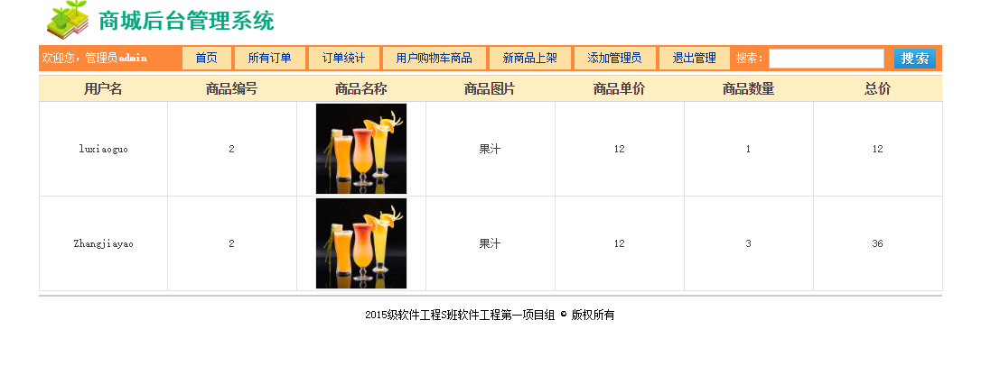 商城后台管理系统
欢迎您，管理员admin 首页 所有订单 订单统计 用户购物车商品 新商品上架 添加管理员 退出管理 搜索： 搜索
用户名 商品编号 商品名称 商品图片 商品单价 商品数量 总价
luxiaoguo 2 果汁 12 1 12
Zhangjiayao 2 果汁 12 3 36
2015级软件工程S班软件工程第一项目组 © 版权所有